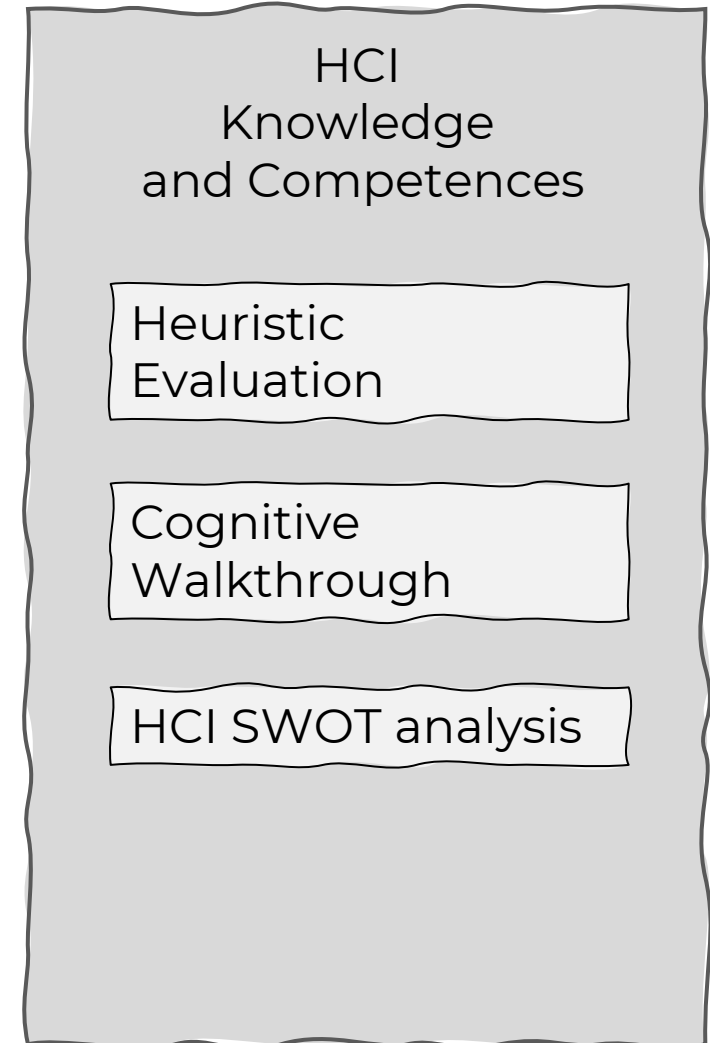 HCI
Knowledge
and Competences
Heuristic
Evaluation
Cognitive
Walkthrough
HCI SWOT analysis